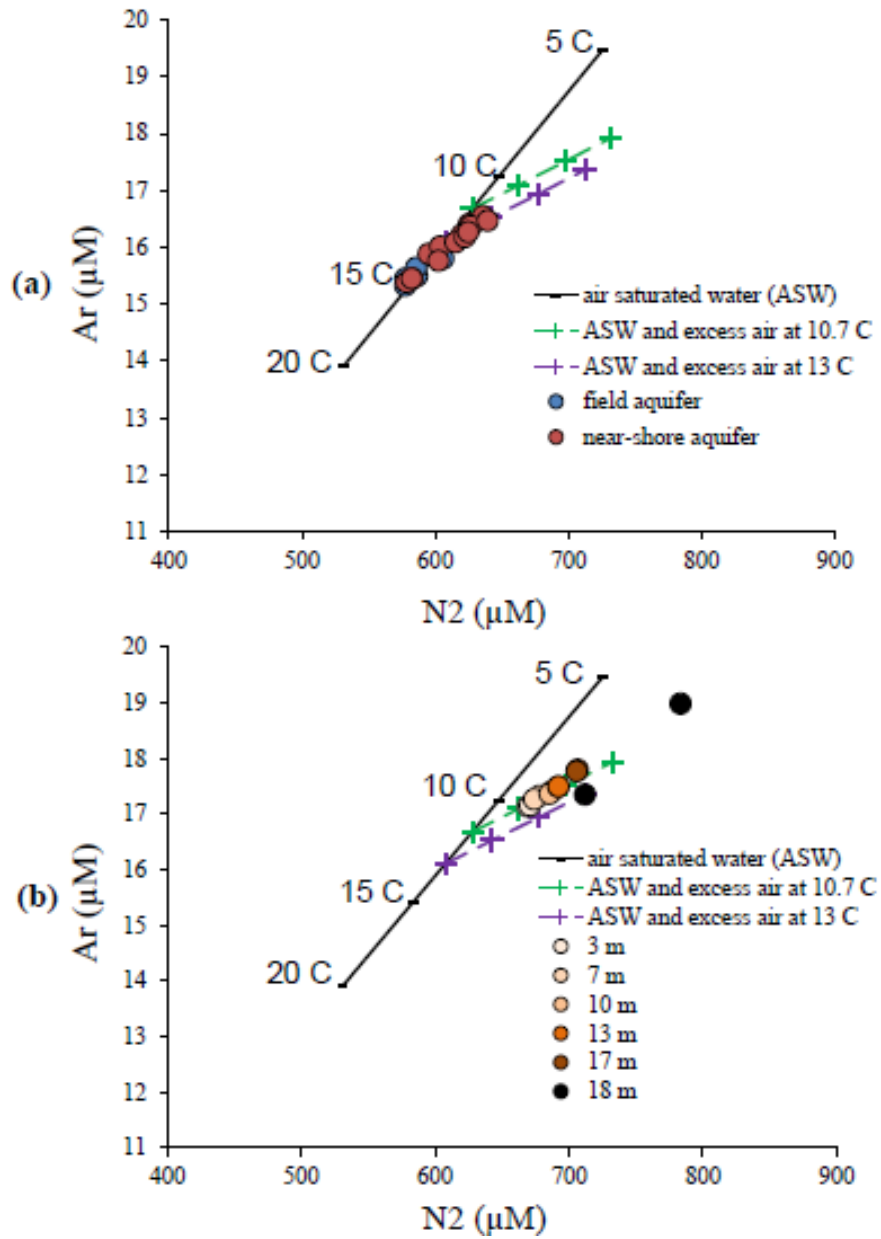 20
19
18
17
16
15
14
13
12
11
Ar (µM)
(a)
5 C
10 C
15 C
20 C
air saturated water (ASW)
ASW and excess air at 10.7 C
ASW and excess air at 13 C
field aquifer
near-shore aquifer
400 500 600 700 800 900
N2 (µM)
20
19
18
17
16
15
14
13
12
11
Ar (µM)
(b)
5 C
10 C
15 C
20 C
air saturated water (ASW)
ASW and excess air at 10.7 C
ASW and excess air at 13 C
3 m
7 m
10 m
13 m
17 m
18 m
400 500 600 700 800 900
N2 (µM)